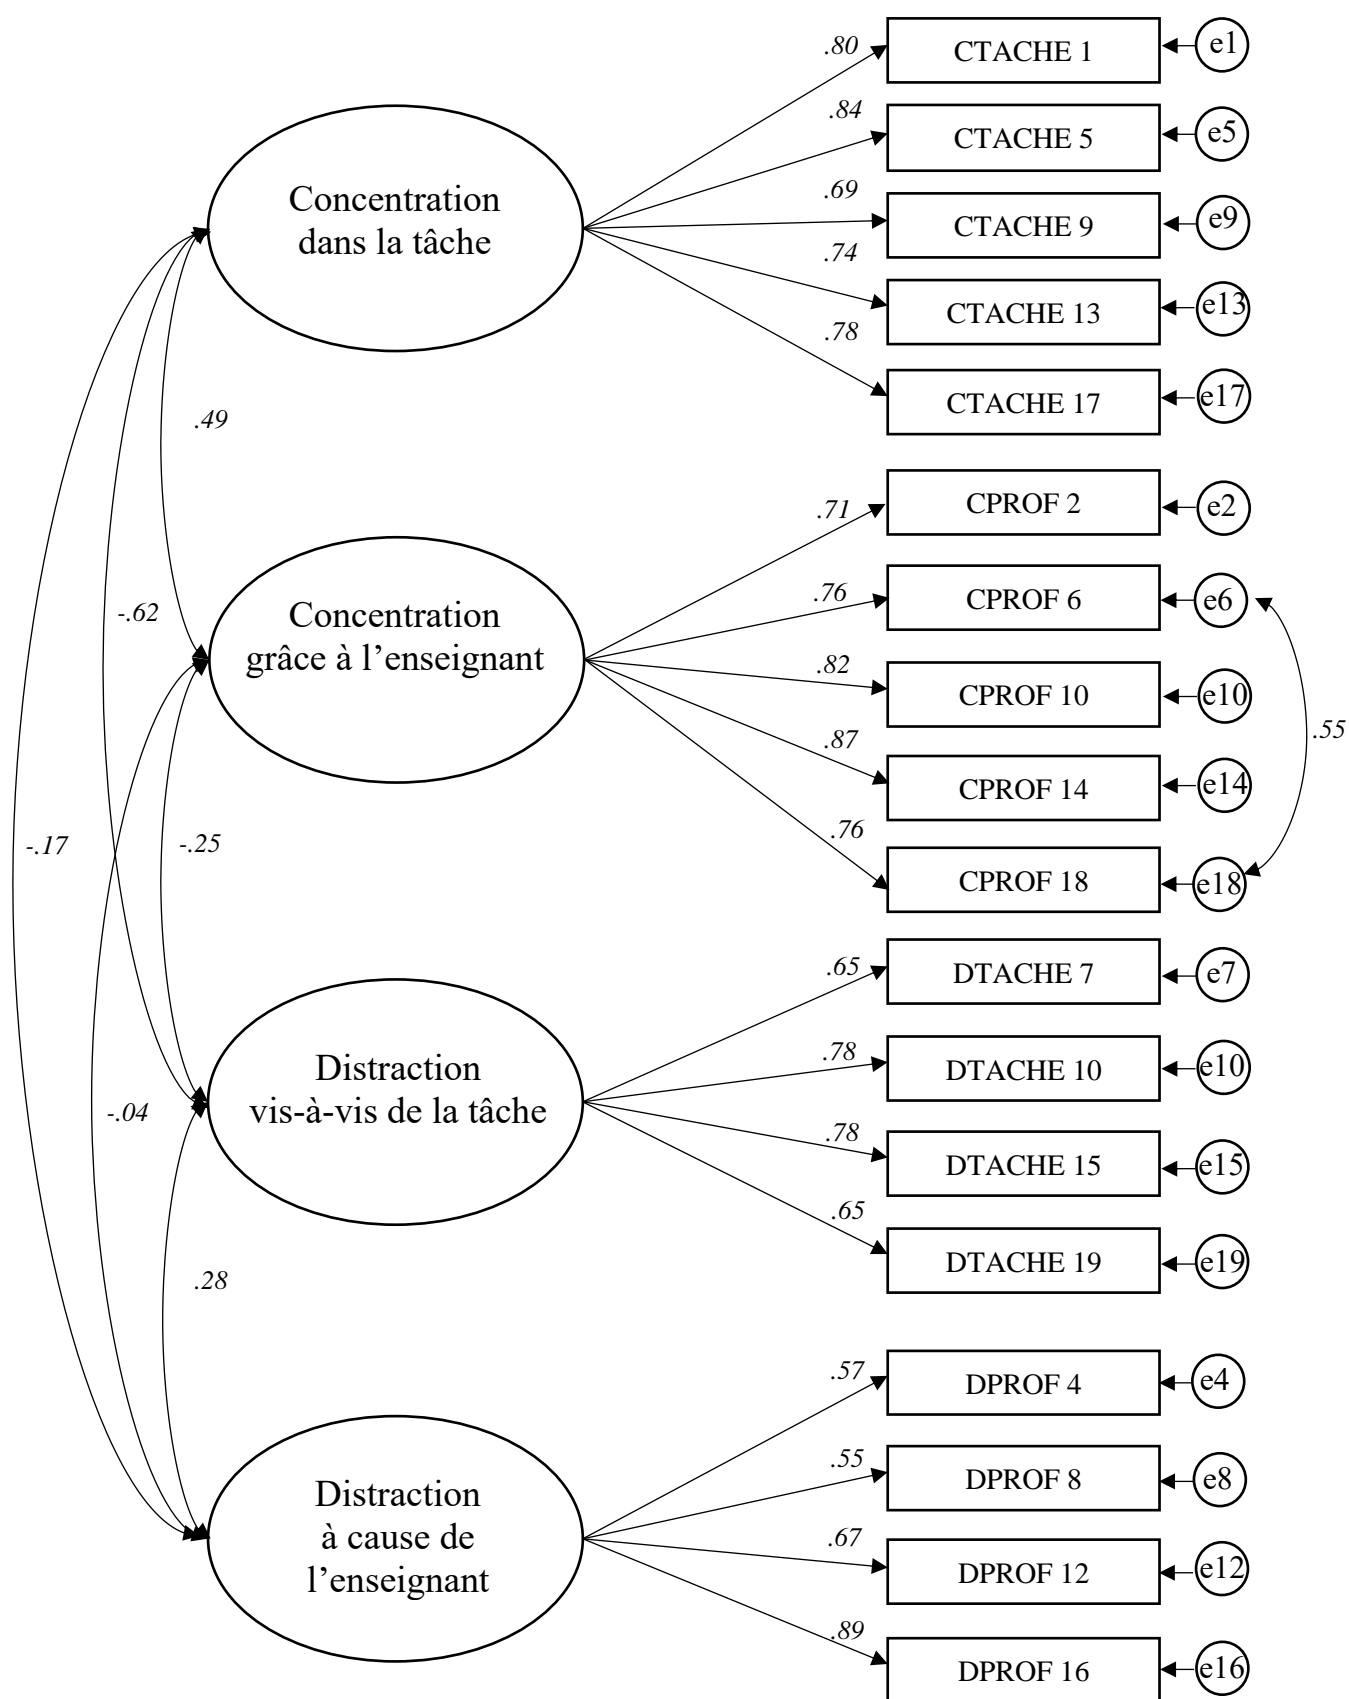 .80
CTACHE 1
e1
.84
CTACHE 5
e5
Concentration
dans la tâche
.69
CTACHE 9
e9
.74
CTACHE 13
e13
.78
CTACHE 17
e17
.49
.71
CPROF 2
e2
-.62
Concentration
grâce à l’enseignant
.76
CPROF 6
e6
.82
CPROF 10
e10
.55
.87
CPROF 14
e14
-.17
-.25
.76
CPROF 18
e18
.65
DTACHE 7
e7
Distraction
vis-à-vis de la tâche
.78
DTACHE 10
e10
-.04
.78
DTACHE 15
e15
.65
DTACHE 19
e19
.28
.57
DPROF 4
e4
.55
DPROF 8
e8
Distraction
à cause de
l’enseignant
.67
DPROF 12
e12
.89
DPROF 16
e16